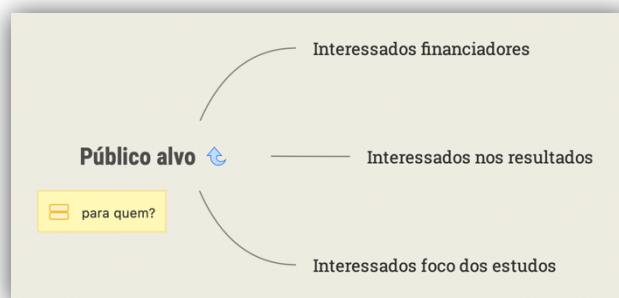 Interessados financiadores
Público alvo
Interessados nos resultados
para quem?
Interessados foco dos estudos